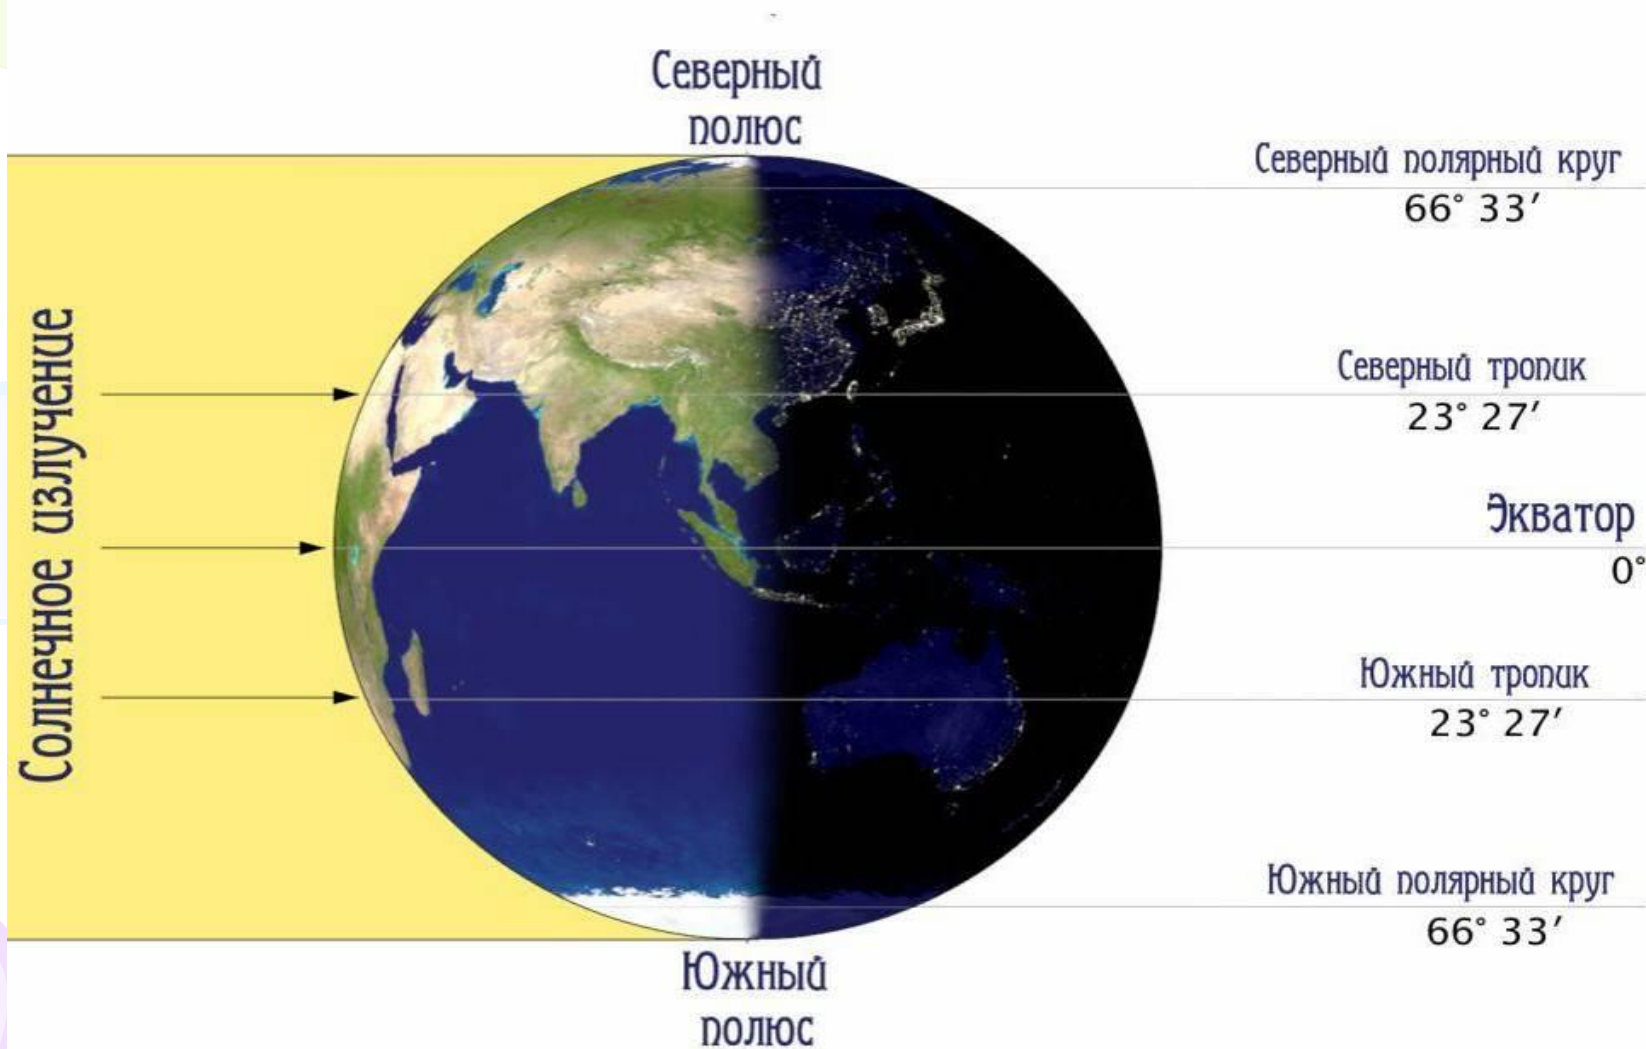 Северный
полюс
Северный полярный круг
66° 33′
Северный тропик
23° 27′
Солнечное излучение
Экватор
0°
Южный тропик
23° 27′
Южный полярный круг
66° 33′
Южный
полюс